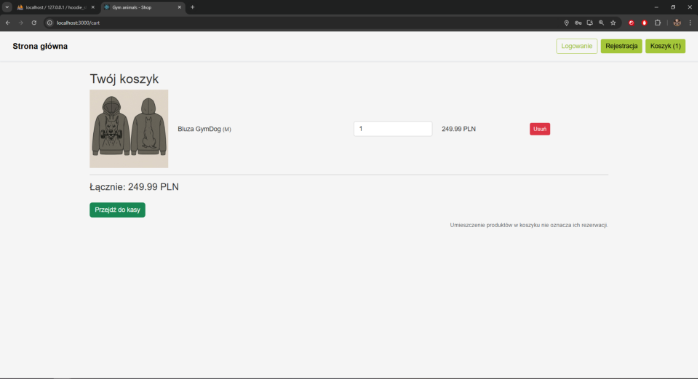 localhost / 127.0.0.1 /
Gym animals - Shop
localhost:3000/cart
Strona główna
Logowanie
Rejestracja
Koszyk (1)
Twój koszyk
Bluza GymDog (M)
1
249.99 PLN
Usuń
Łącznie: 249.99 PLN
Przejdź do kasy
Umieszczenie produktów w koszyku nie oznacza ich rezerwacji.